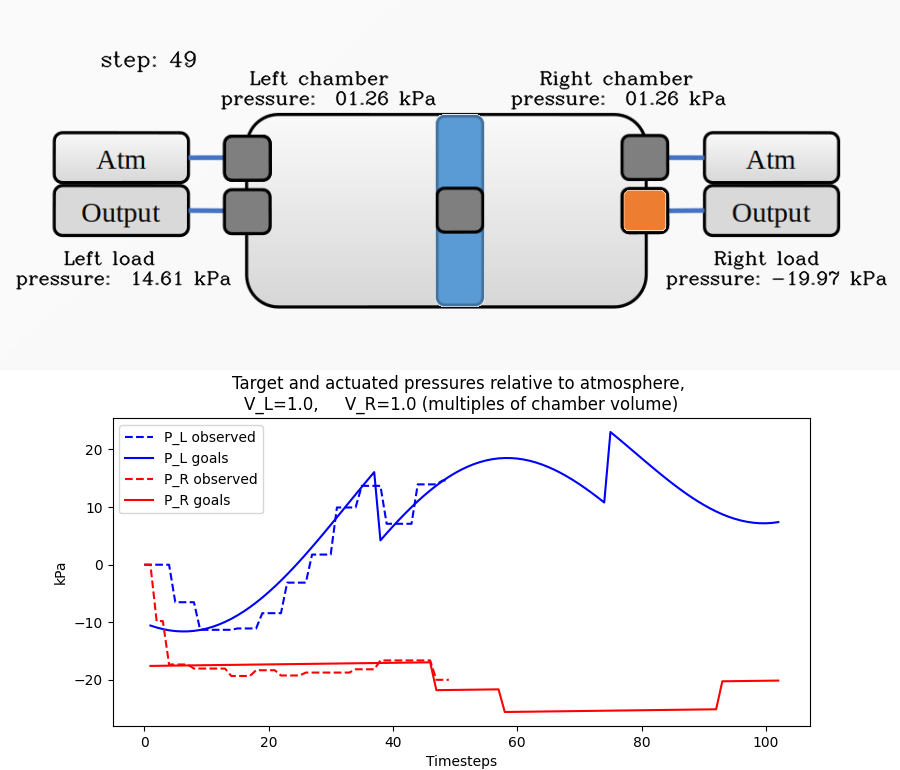 step: 49
Left chamber
pressure: 01.26 kPa
Right chamber
pressure: 01.26 kPa
Atm
Atm
Output
Output
Left load
pressure: 14.61 kPa
Right load
pressure: −19.97 kPa
Target and actuated pressures relative to atmosphere,
V_L=1.0, V_R=1.0 (multiples of chamber volume)
P_L observed
P_L goals
P_R observed
P_R goals
kPa
20
10
0
−10
−20
0 20 40 60 80 100
Timesteps